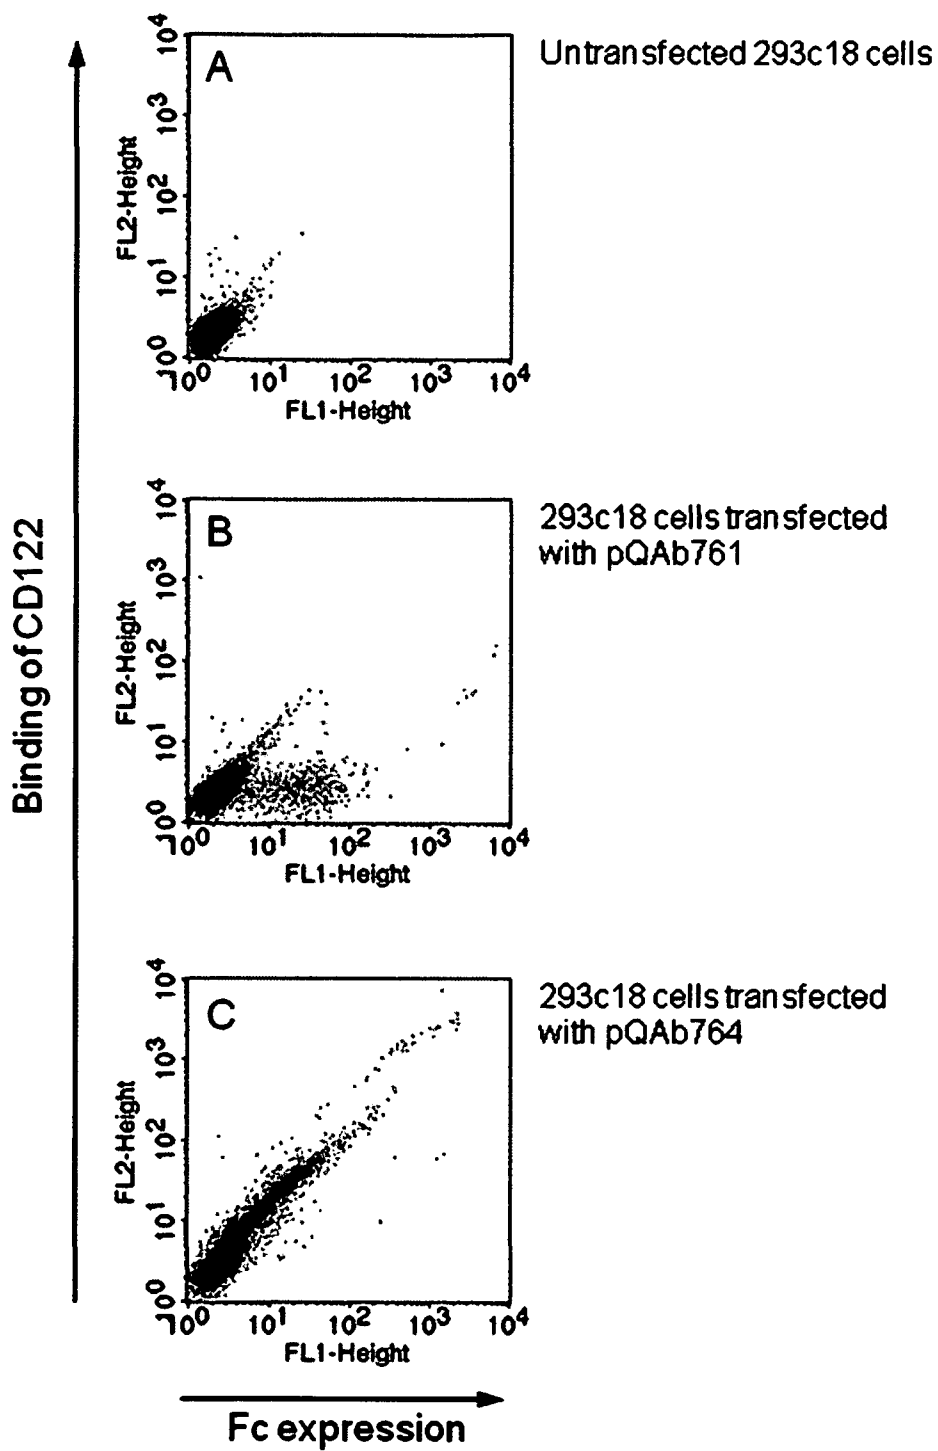 Binding of CD122
A
Untransfected 293c18 cells
FL2-Height
10^4
10^3
10^2
10^1
10^0
10^0 10^1 10^2 10^3 10^4
FL1-Height
B
293c18 cells transfected
with pQAb761
FL2-Height
10^4
10^3
10^2
10^1
10^0
10^0 10^1 10^2 10^3 10^4
FL1-Height
C
293c18 cells transfected
with pQAb764
FL2-Height
10^4
10^3
10^2
10^1
10^0
10^0 10^1 10^2 10^3 10^4
FL1-Height
Fc expression